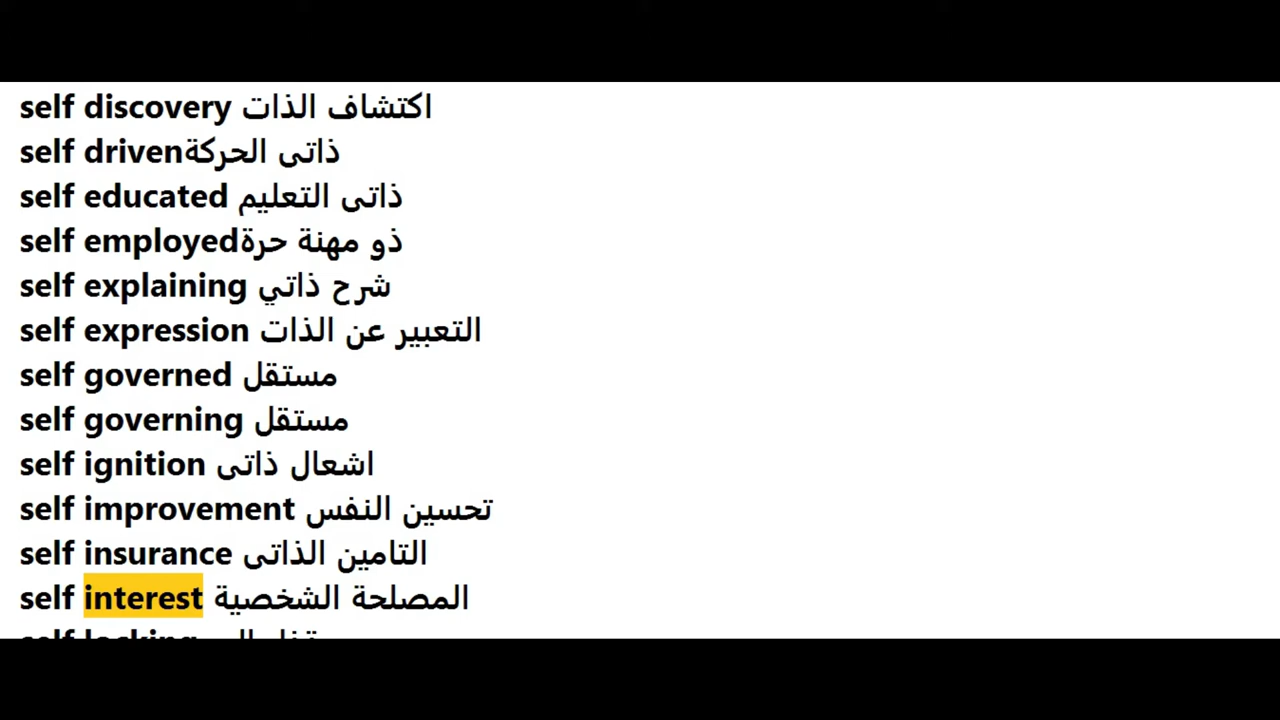 self discovery اكتشاف الذات
self drivenذاتى الحركة
self educated ذاتى التعليم
self employedذو مهنة حرة
self explaining شرح ذاتي
self expression التعبير عن الذات
self governed مستقل
self governing مستقل
self ignition اشعال ذاتى
self improvement تحسين النفس
self insurance التامين الذاتى
self interest المصلحة الشخصية
self locking